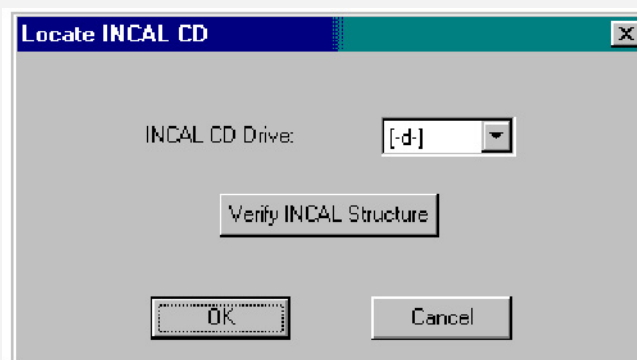 Locate INCAL CD
INCAL CD Drive: [-d-]
Verify INCAL Structure
OK Cancel